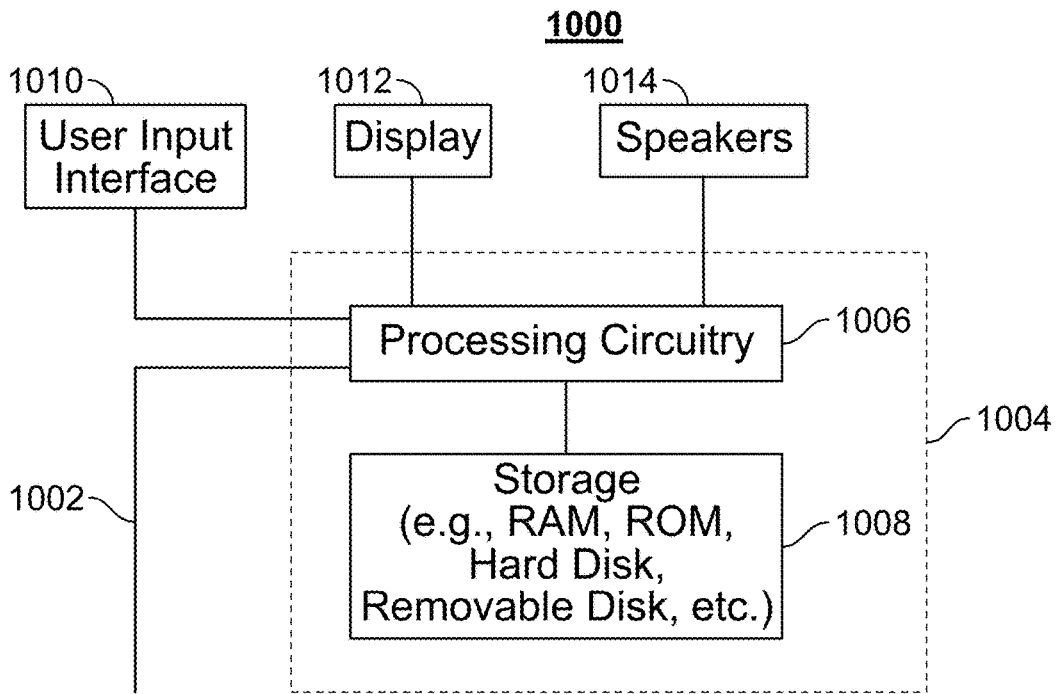 1000
1010
1012
1014
User Input
Interface
Display
Speakers
Processing Circuitry
1006
1004
1002
Storage
(e.g., RAM, ROM,
Hard Disk,
Removable Disk, etc.)
1008